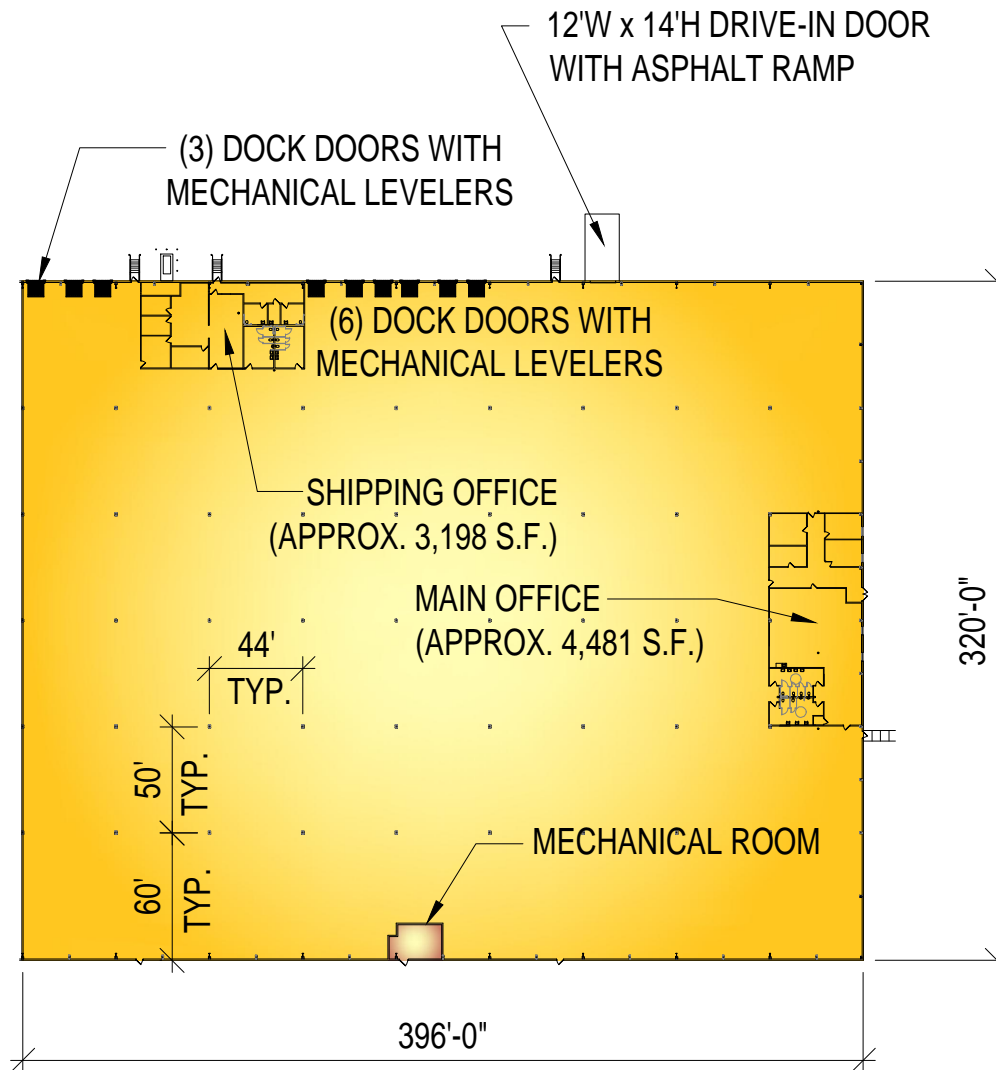 12'W x 14'H DRIVE-IN DOOR
WITH ASPHALT RAMP
(3) DOCK DOORS WITH
MECHANICAL LEVELERS
(6) DOCK DOORS WITH
MECHANICAL LEVELERS
SHIPPING OFFICE
(APPROX. 3,198 S.F.)
MAIN OFFICE
(APPROX. 4,481 S.F.)
320'-0"
44'
TYP.
50'
TYP.
60'
TYP.
MECHANICAL ROOM
396'-0"